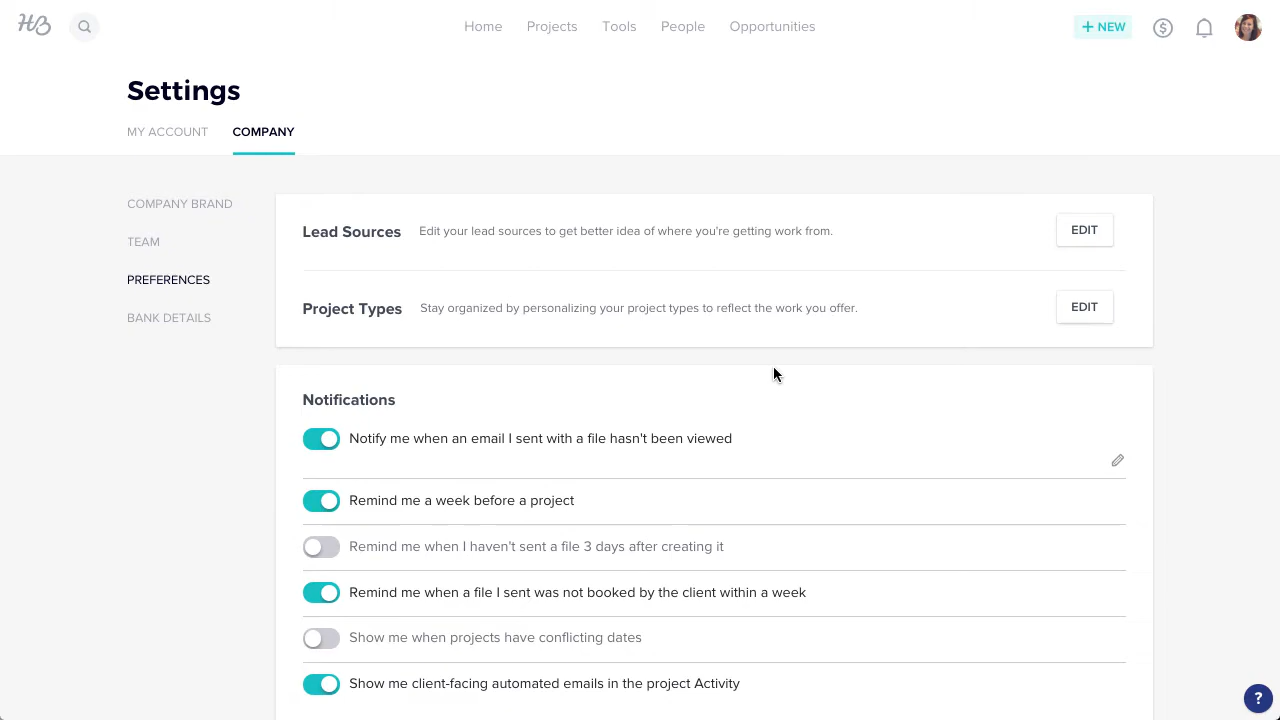 HB
Home
Projects
Tools
People
Opportunities
+ NEW
$
Settings
MY ACCOUNT
COMPANY
COMPANY BRAND
TEAM
PREFERENCES
BANK DETAILS
Lead Sources Edit your lead sources to get better idea of where you're getting work from.
EDIT
Project Types Stay organized by personalizing your project types to reflect the work you offer.
EDIT
Notifications
Notify me when an email I sent with a file hasn't been viewed
Remind me a week before a project
Remind me when I haven't sent a file 3 days after creating it
Remind me when a file I sent was not booked by the client within a week
Show me when projects have conflicting dates
Show me client-facing automated emails in the project Activity
?